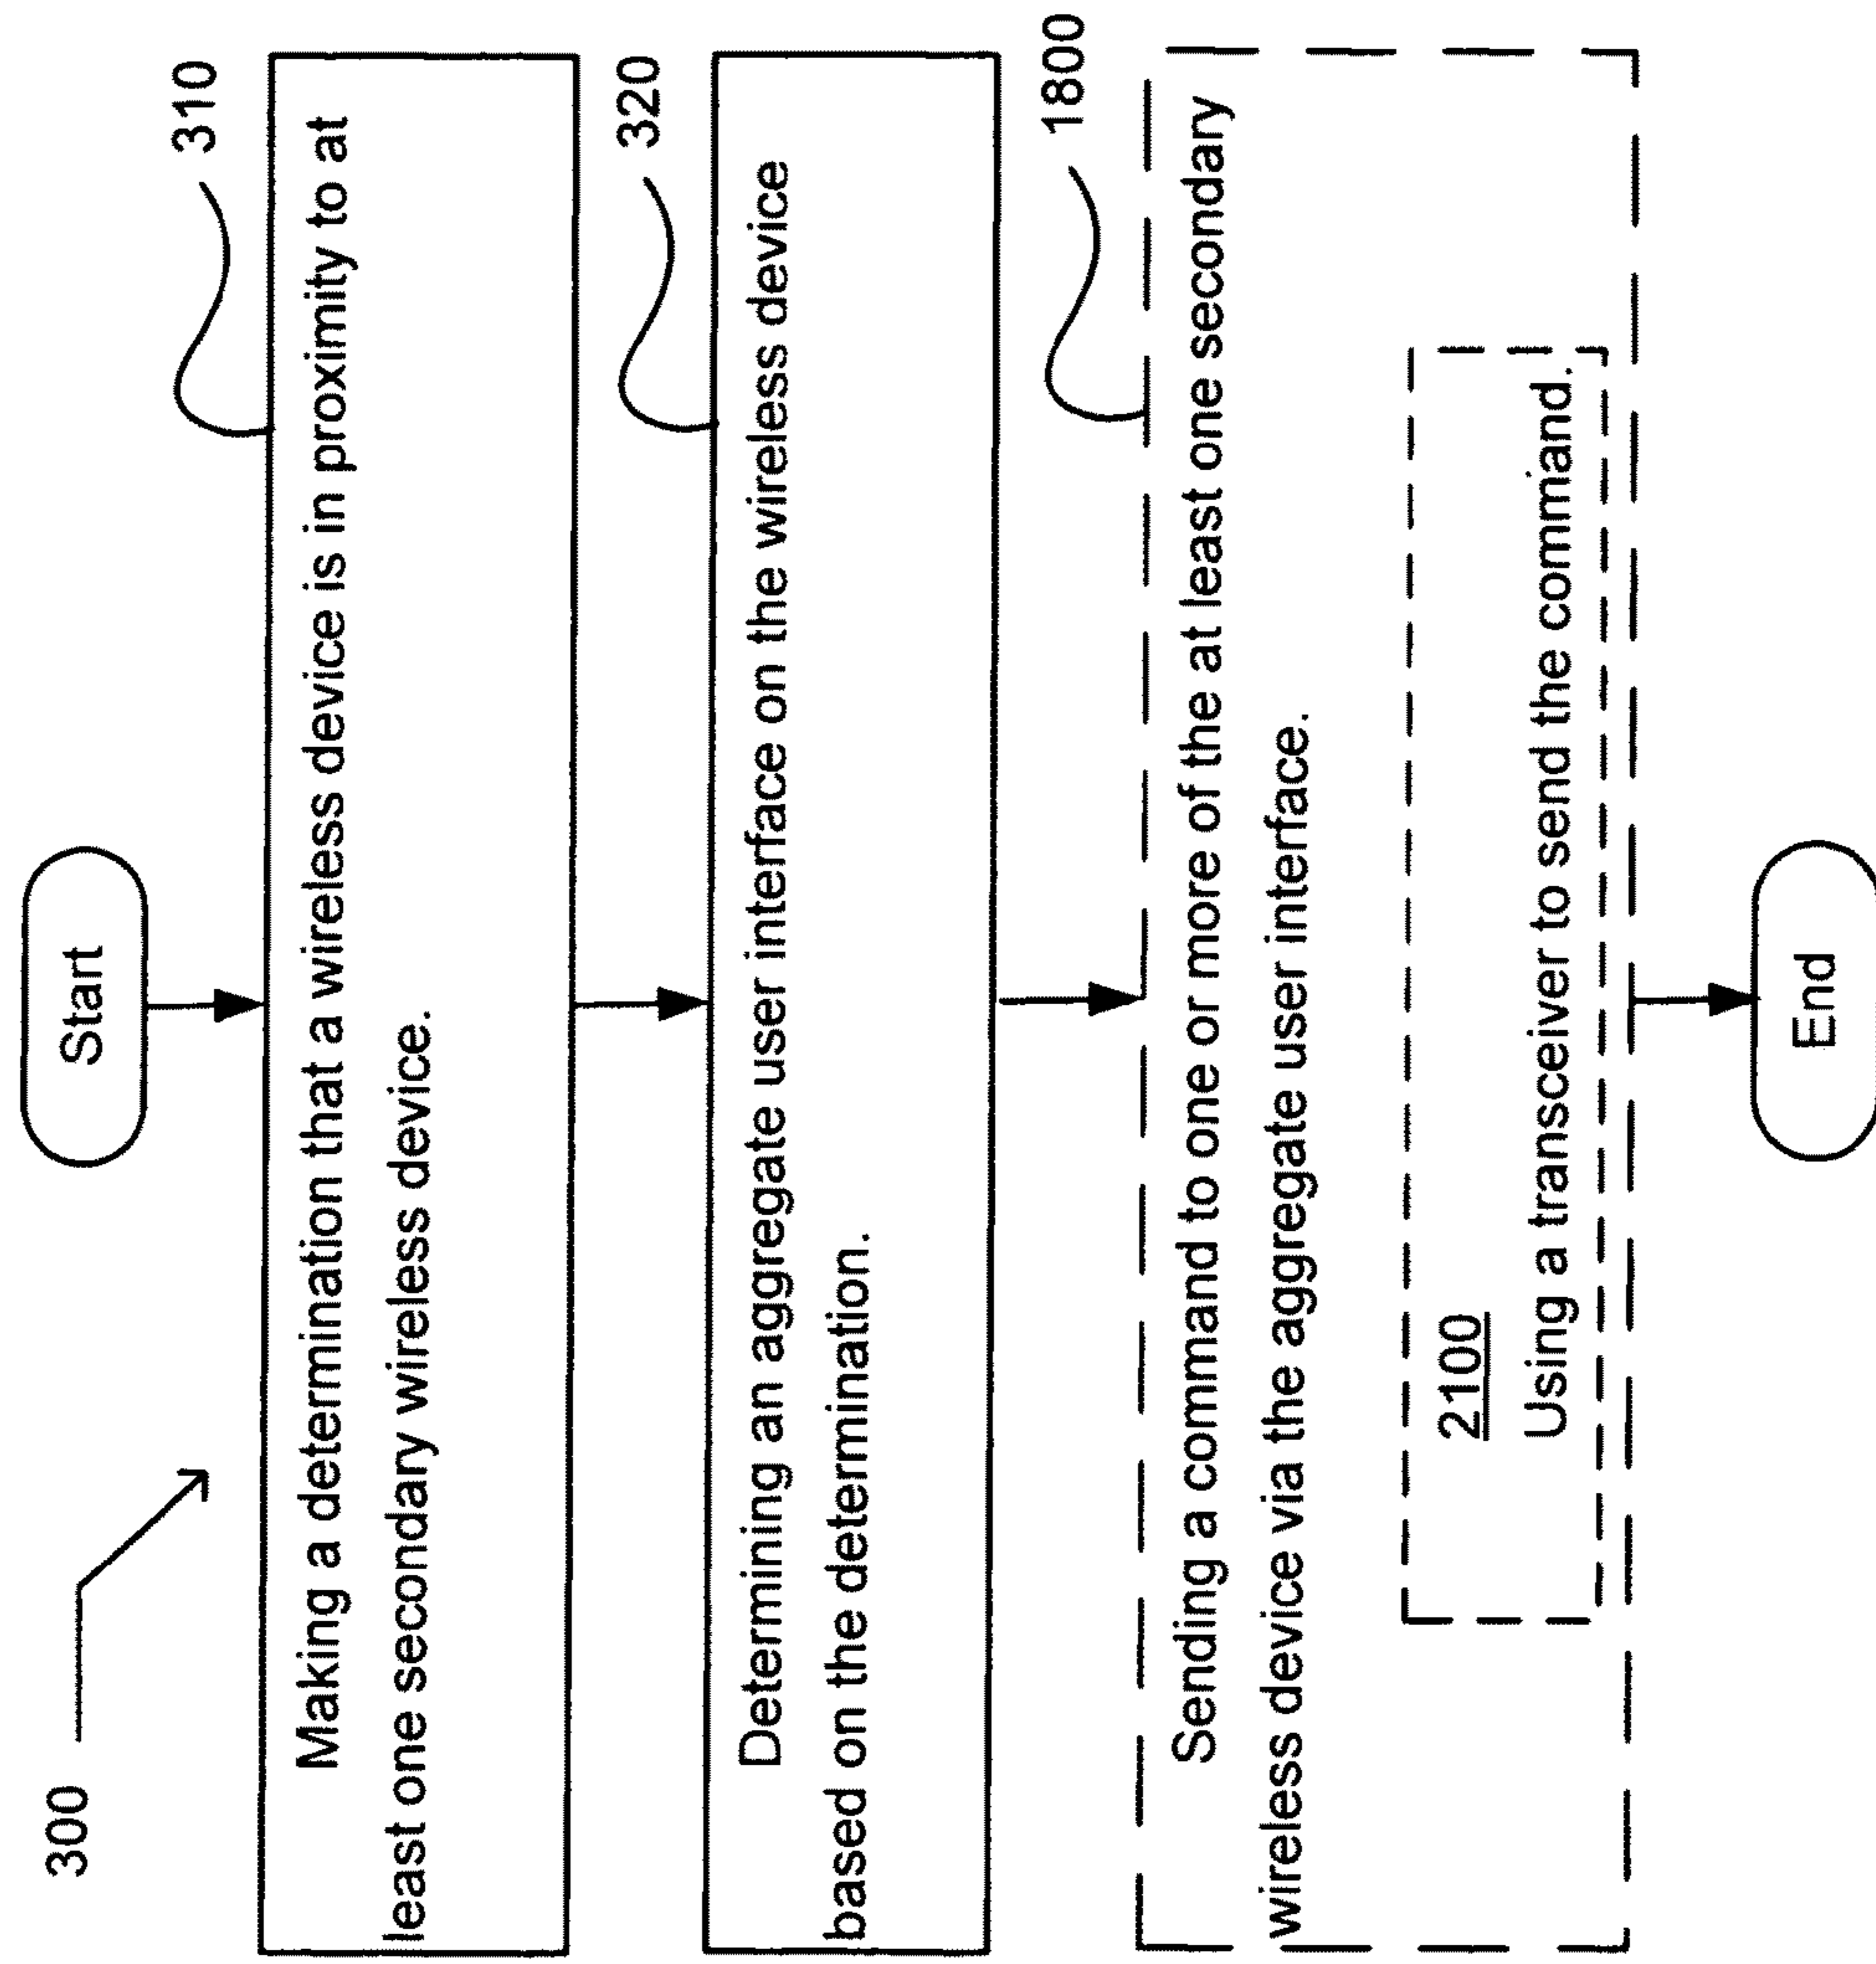 300
Start
310
Making a determination that a wireless device is in proximity to at
least one secondary wireless device.
320
Determining an aggregate user interface on the wireless device
based on the determination.
1800
Sending a command to one or more of the at least one secondary
wireless device via the aggregate user interface.
2100
Using a transceiver to send the command.
End